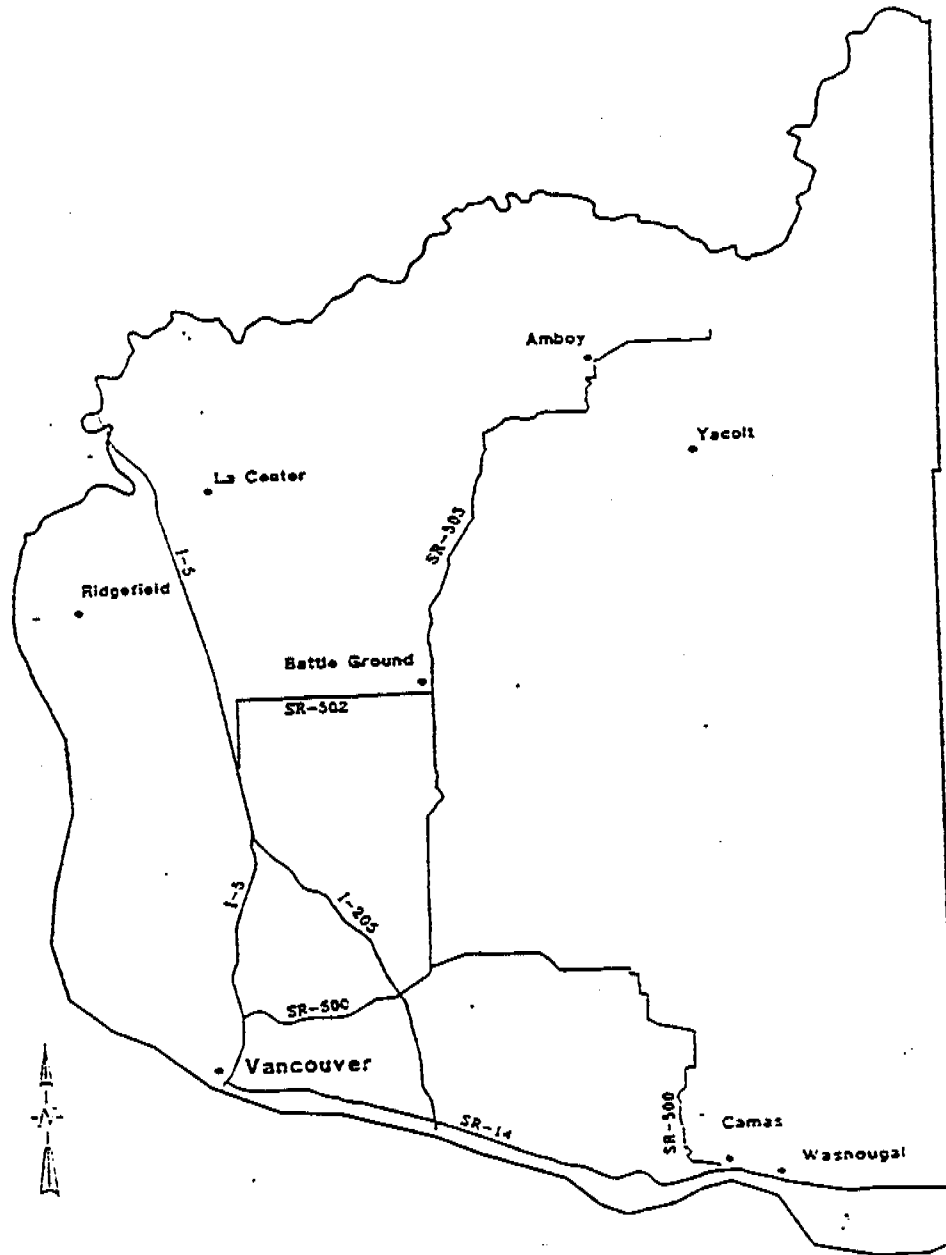 Amboy
Yacolt
La Center
I-5
SR-503
Ridgefield
Battle Ground
SR-502
I-5
I-205
SR-500
Vancouver
N
SR-14
SR-500
Camas
Wasnougal